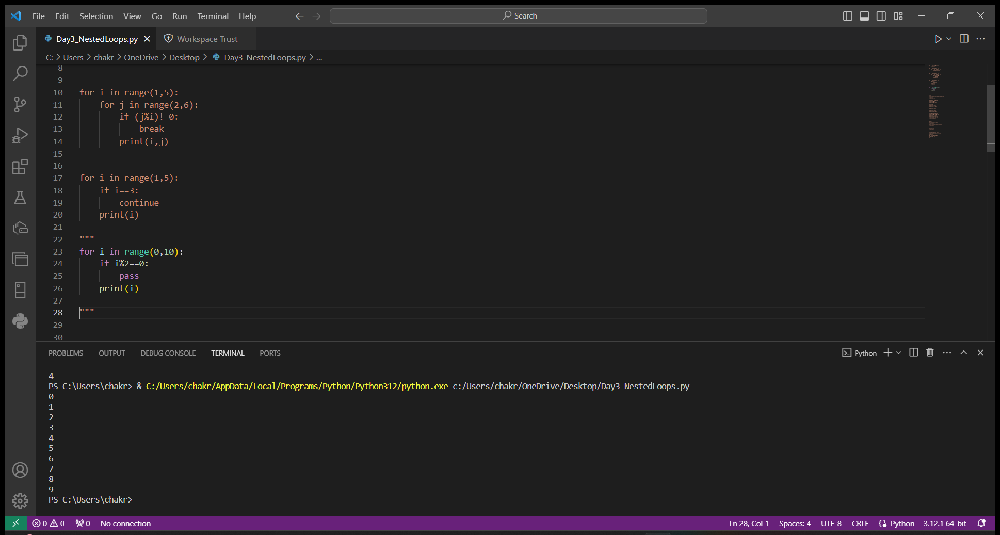 File Edit Selection View Go Run Terminal Help Search
Day3_NestedLoops.py Workspace Trust
C: > Users > chakr > OneDrive > Desktop > Day3_NestedLoops.py > ...
8
9
10 for i in range(1,5):
11     for j in range(2,6):
12         if (j%i)!=0:
13             break
14         print(i,j)
15
16
17 for i in range(1,5):
18     if i==3:
19         continue
20     print(i)
21
22 """
23 for i in range(0,10):
24     if i%2==0:
25         pass
26     print(i)
27
28 """
29
30
PROBLEMS OUTPUT DEBUG CONSOLE TERMINAL PORTS Python
4
PS C:\Users\chakr> & C:/Users/chakr/AppData/Local/Programs/Python/Python312/python.exe c:/Users/chakr/OneDrive/Desktop/Day3_NestedLoops.py
0
1
2
3
4
5
6
7
8
9
PS C:\Users\chakr>
0 0 0 No connection Ln 28, Col 1 Spaces: 4 UTF-8 CRLF Python 3.12.1 64-bit